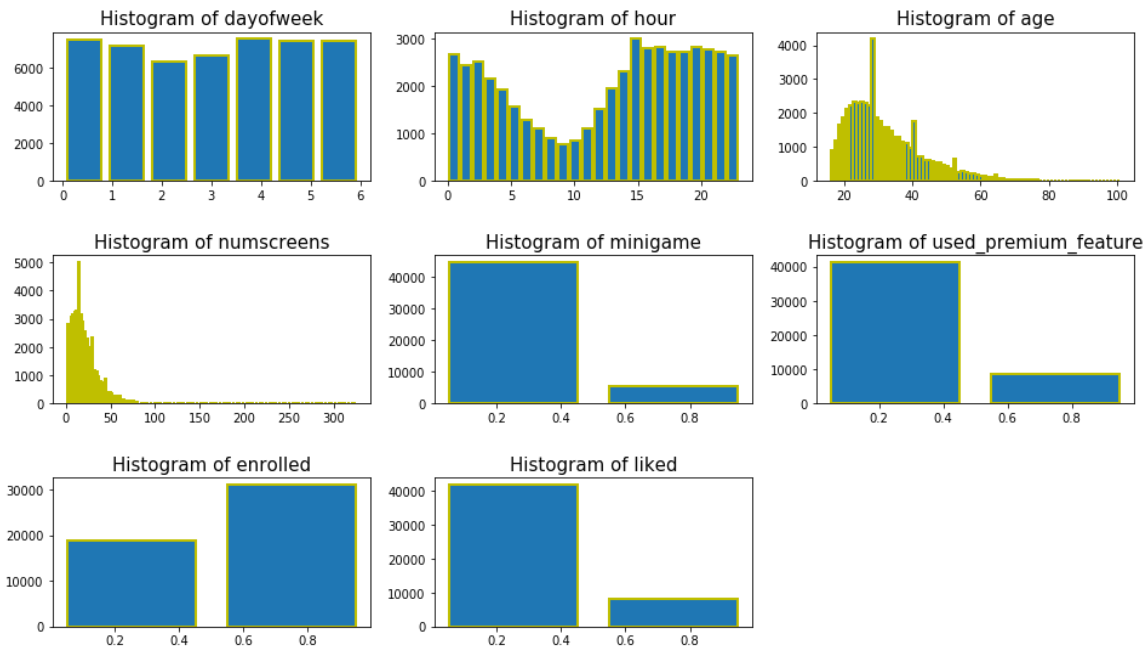 Histogram of dayofweek
6000
4000
2000
0
0 1 2 3 4 5 6
Histogram of hour
3000
2000
1000
0
0 5 10 15 20
Histogram of age
4000
3000
2000
1000
0
20 40 60 80 100
Histogram of numscreens
5000
4000
3000
2000
1000
0
0 50 100 150 200 250 300
Histogram of minigame
40000
30000
20000
10000
0
0.2 0.4 0.6 0.8
Histogram of used_premium_feature
40000
30000
20000
10000
0
0.2 0.4 0.6 0.8
Histogram of enrolled
30000
20000
10000
0
0.2 0.4 0.6 0.8
Histogram of liked
40000
30000
20000
10000
0
0.2 0.4 0.6 0.8